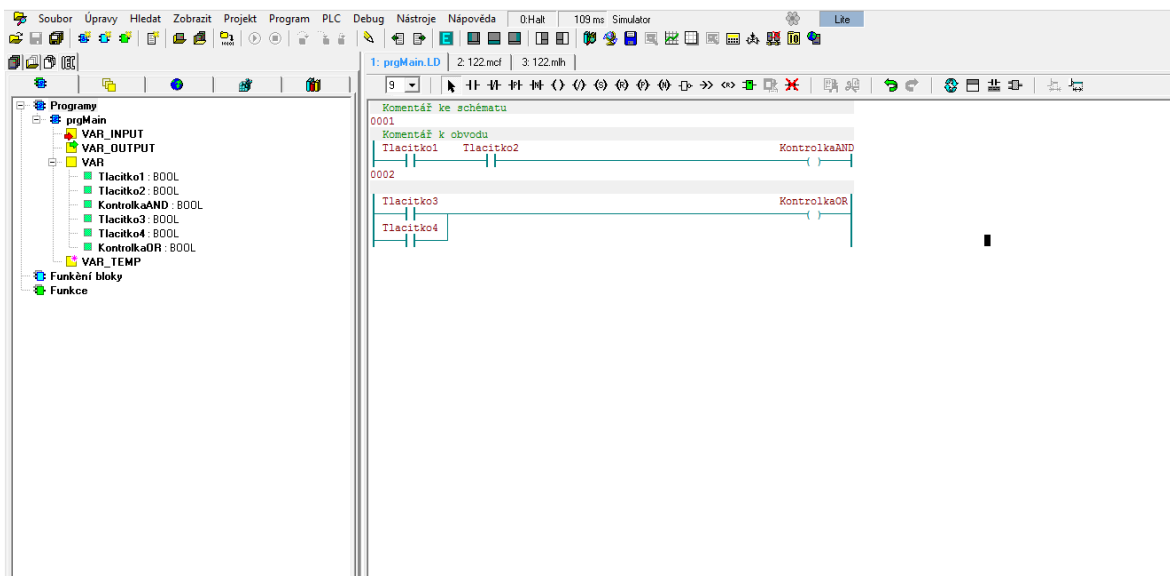 Soubor Úpravy Hledat Zobrazit Projekt Program PLC Debug Nástroje Nápověda 0:Halt 109 ms Simulator Lite
1: prgMain.LD 2: 122.mcf 3: 122.mlh
9
Programy
prgMain
VAR_INPUT
VAR_OUTPUT
VAR
Tlacitko1 : BOOL
Tlacitko2 : BOOL
KontrolkaAND : BOOL
Tlacitko3 : BOOL
Tlacitko4 : BOOL
KontrolkaOR : BOOL
VAR_TEMP
Funkèní bloky
Funkce
Komentář ke schématu
0001
Komentář k obvodu
Tlacitko1 Tlacitko2 KontrolkaAND
0002
Tlacitko3 KontrolkaOR
Tlacitko4